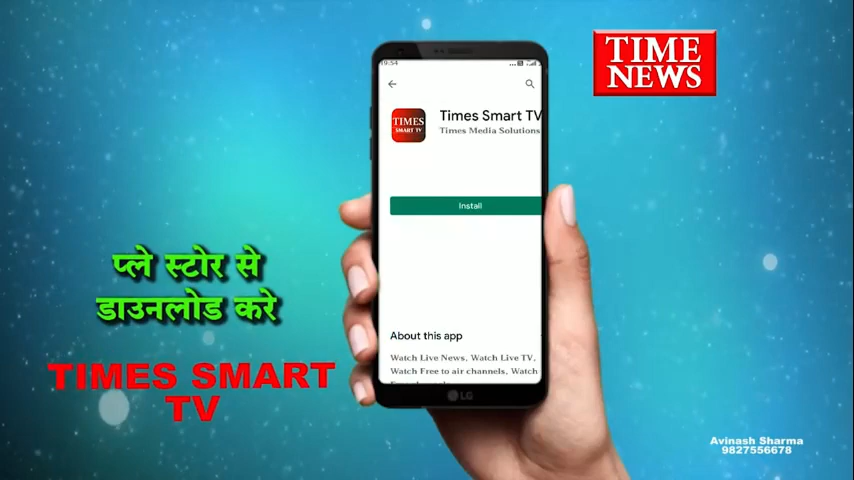 TIME
NEWS
19:54
Times Smart TV
TIMES
SMART TV
Times Media Solutions
Install
प्ले स्टोर से
डाउनलोड करे
TIMES SMART
TV
About this app
Watch Live News, Watch Live TV,
Watch Free to air channels, Watch
LG
Avinash Sharma
9827556678